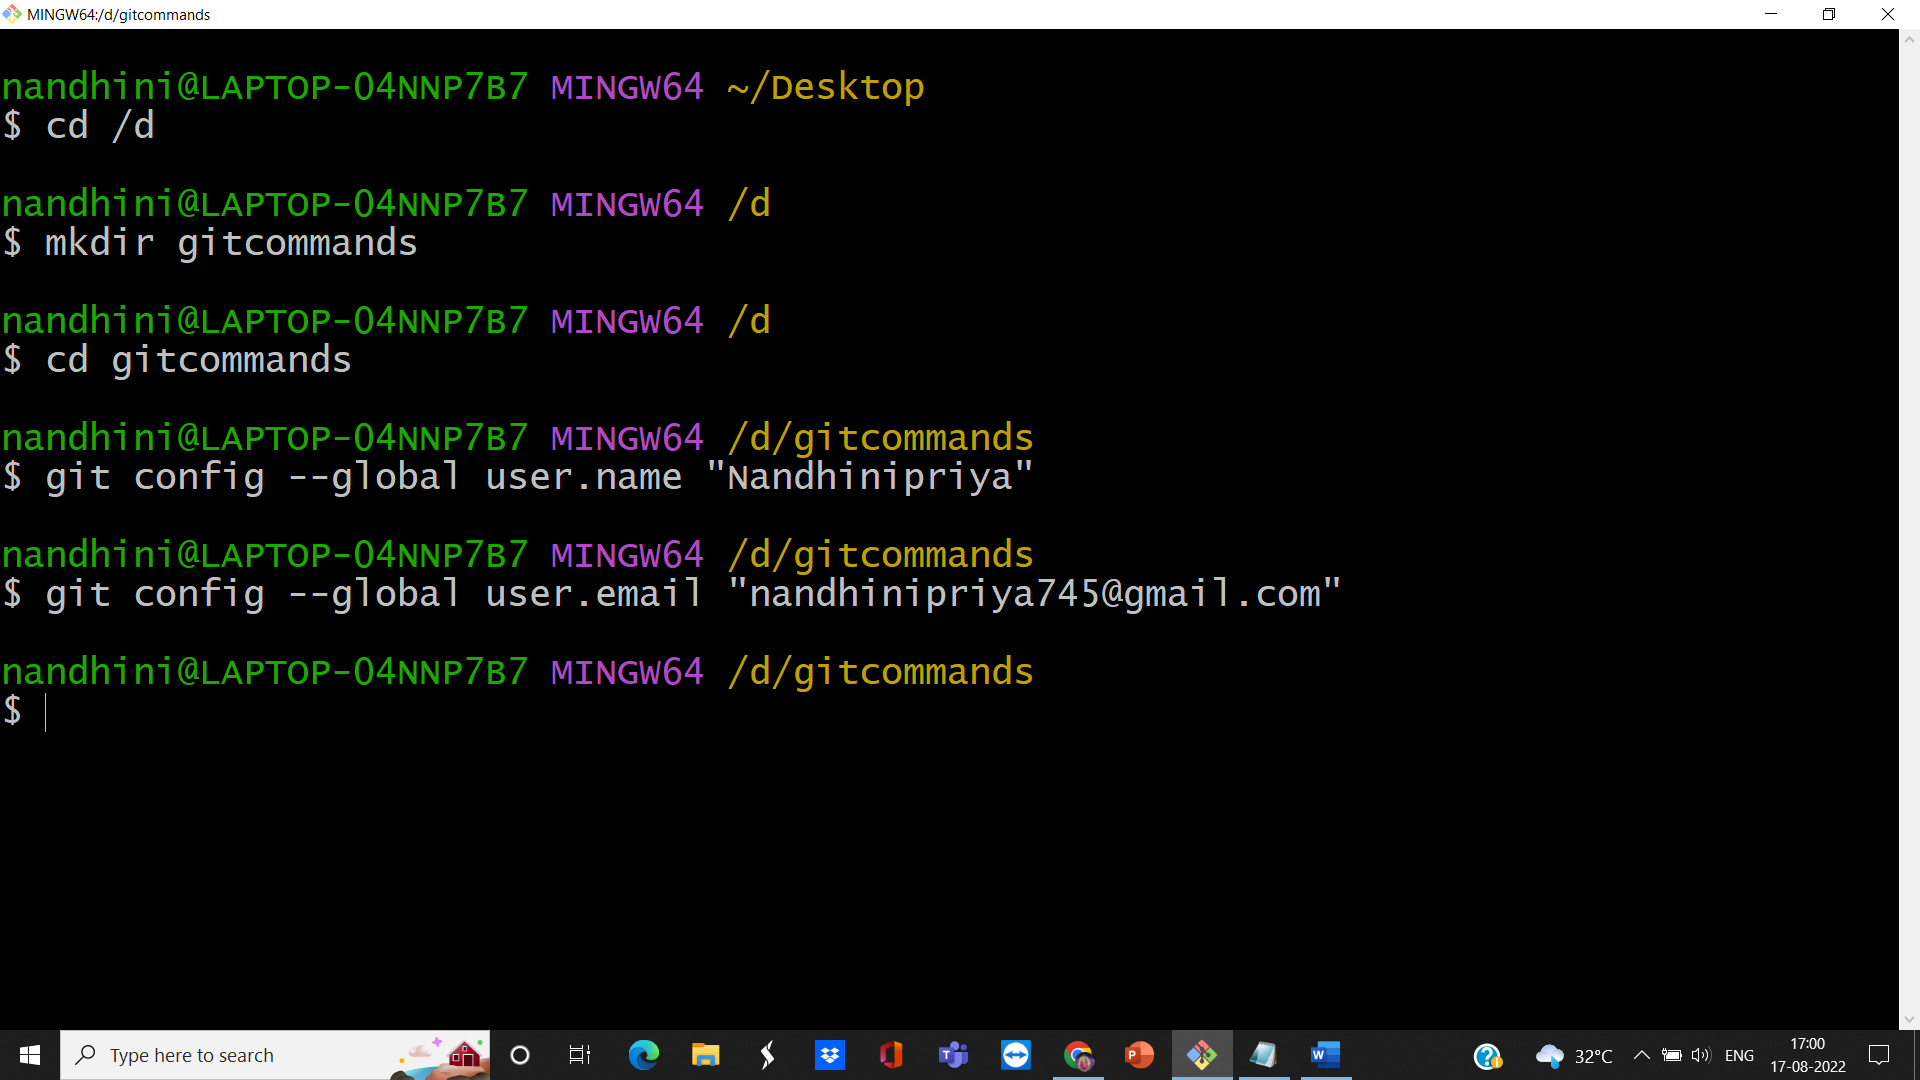 MINGW64:/d/gitcommands
nandhini@LAPTOP-04NNP7B7 MINGW64 ~/Desktop
$ cd /d
nandhini@LAPTOP-04NNP7B7 MINGW64 /d
$ mkdir gitcommands
nandhini@LAPTOP-04NNP7B7 MINGW64 /d
$ cd gitcommands
nandhini@LAPTOP-04NNP7B7 MINGW64 /d/gitcommands
$ git config --global user.name "Nandhinipriya"
nandhini@LAPTOP-04NNP7B7 MINGW64 /d/gitcommands
$ git config --global user.email "nandhinipriya745@gmail.com"
nandhini@LAPTOP-04NNP7B7 MINGW64 /d/gitcommands
$
Type here to search
32°C
ENG
17:00
17-08-2022